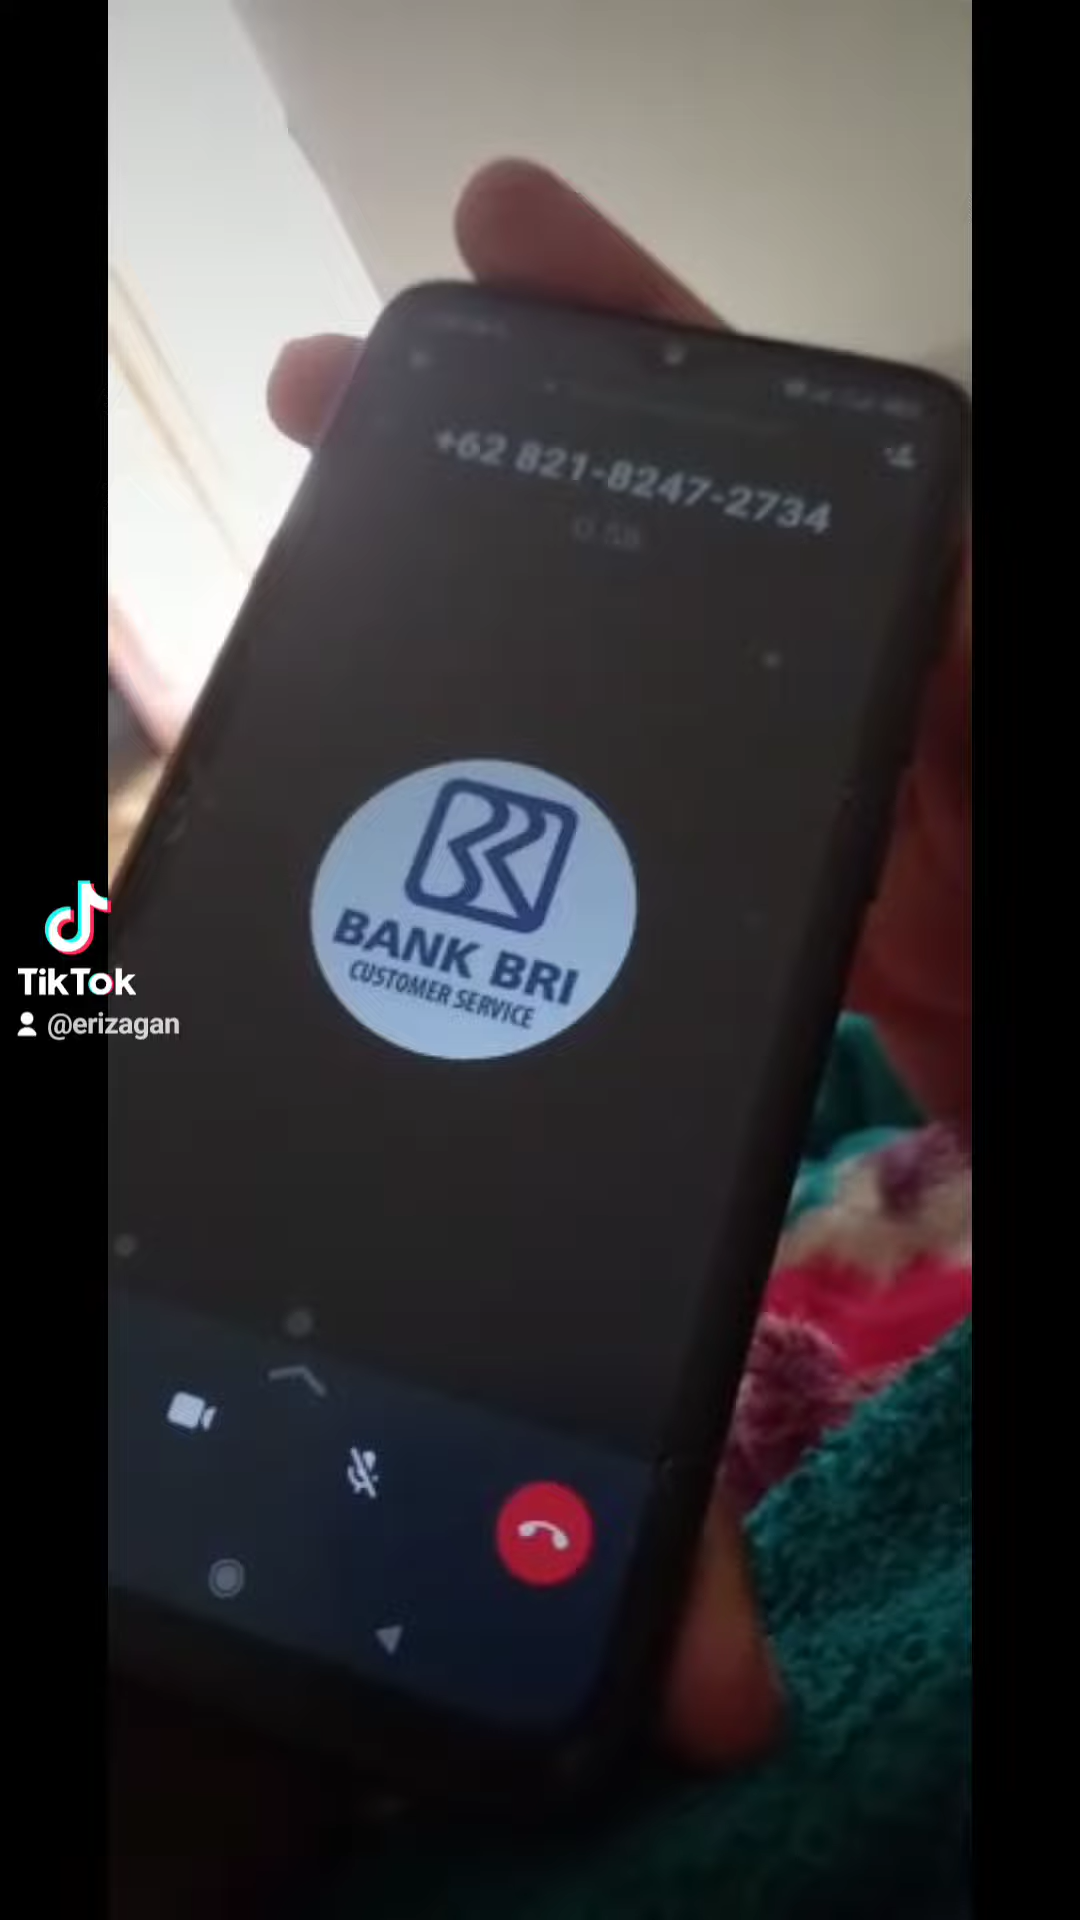 +62 821-8247-2734
BANK BRI
CUSTOMER SERVICE
TikTok
@erizagan